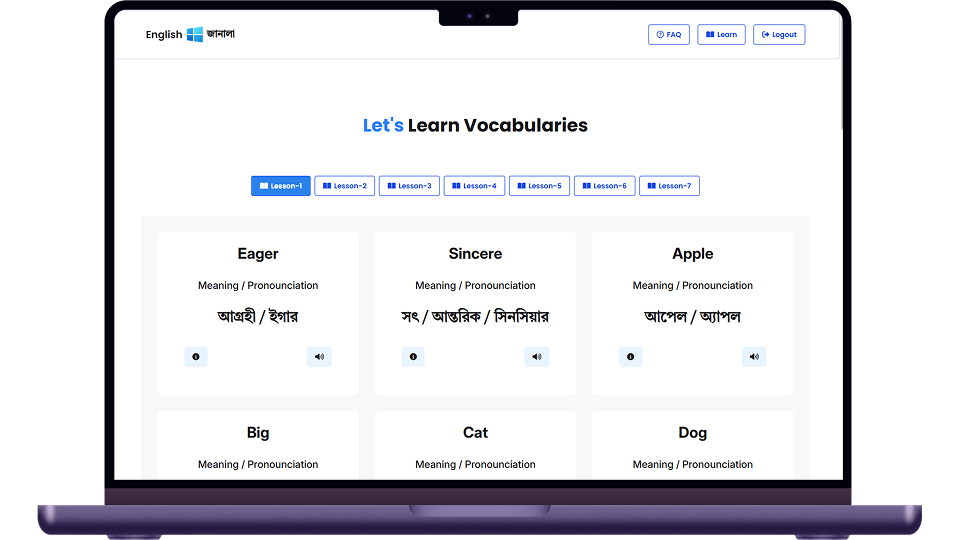 English জানালা
FAQ Learn Logout
Let's Learn Vocabularies
Lesson-1 Lesson-2 Lesson-3 Lesson-4 Lesson-5 Lesson-6 Lesson-7
Eager Sincere Apple
Meaning / Pronounciation Meaning / Pronounciation Meaning / Pronounciation
আগ্রহী / ইগার সৎ / আন্তরিক / সিনসিয়ার আপেল / অ্যাপল
Big Cat Dog
Meaning / Pronounciation Meaning / Pronounciation Meaning / Pronounciation